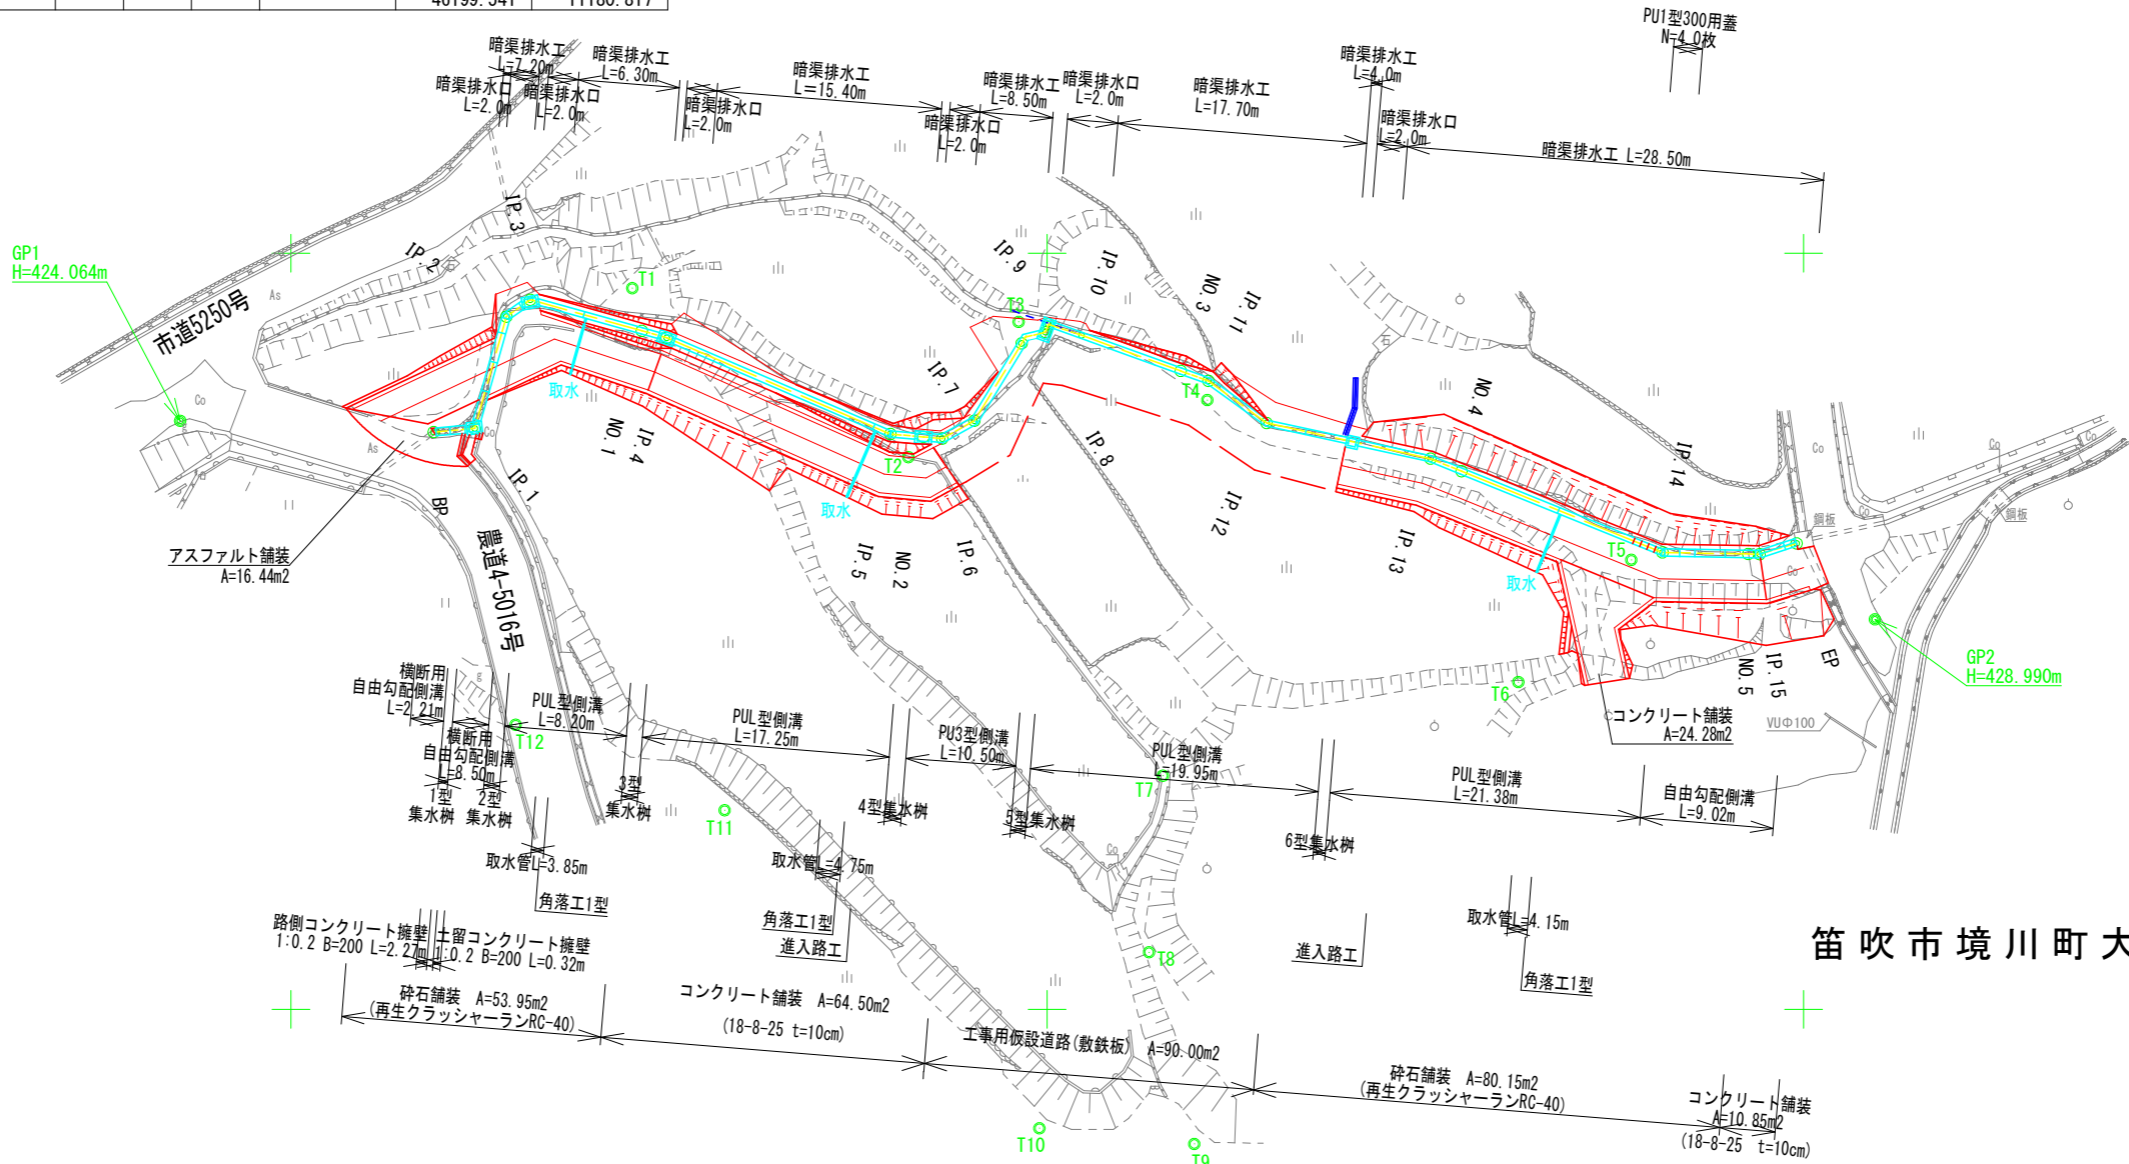 40199.541 11180.817
PU1型300用蓋
N=4.0枚
暗渠排水工
L=7.20m
暗渠排水工
L=6.30m
暗渠排水工
L=15.40m
暗渠排水工
L=8.50m
暗渠排水口
L=2.0m
暗渠排水工
L=17.70m
暗渠排水工
L=4.0m
暗渠排水口
L=2.0m
暗渠排水口
L=2.0m
暗渠排水口
L=2.0m
暗渠排水口
L=2.0m
暗渠排水口
L=2.0m
暗渠排水工 L=28.50m
GP1
H=424.064m
市道5250号
As
Co
As
Co
IP.2
IP.3
T1
IP.9
T3
IP.10
NO.3
IP.11
T4
石
NO.4
IP.14
Co
Co
Co
Co
鋼板
鋼板
Co
取水
NO.1
IP.4
IP.7
T2
取水
IP.5
NO.2
IP.6
IP.8
IP.12
IP.13
取水
T5
T6
NO.5
IP.15
EP
GP2
H=428.990m
VUΦ100
BP
IP.1
農道4-5016号
アスファルト舗装
A=16.44m2
コンクリート舗装
A=24.28m2
g
横断用
自由勾配側溝
L=2.21m
横断用
自由勾配側溝
L=8.50m
T12
PUL型側溝
L=8.20m
PUL型側溝
L=17.25m
PU3型側溝
L=10.50m
PUL型側溝
L=19.95m
T7
PUL型側溝
L=21.38m
自由勾配側溝
L=9.02m
1型
集水桝
2型
集水桝
3型
集水桝
T11
4型集水桝
5型集水桝
6型集水桝
Co
取水管L=3.85m
角落工1型
取水管L=4.75m
角落工1型
進入路工
進入路工
取水管L=4.15m
角落工1型
T8
笛吹市境川町大
路側コンクリート擁壁
1:0.2 B=200 L=2.27m
土留コンクリート擁壁
1:0.2 B=200 L=0.32m
砕石舗装 A=53.95m2
(再生クラッシャーランRC-40)
コンクリート舗装 A=64.50m2
(18-8-25 t=10cm)
工事用仮設道路(敷鉄板) A=90.00m2
砕石舗装 A=80.15m2
(再生クラッシャーランRC-40)
コンクリート舗装
A=10.85m2
(18-8-25 t=10cm)
T10
T9